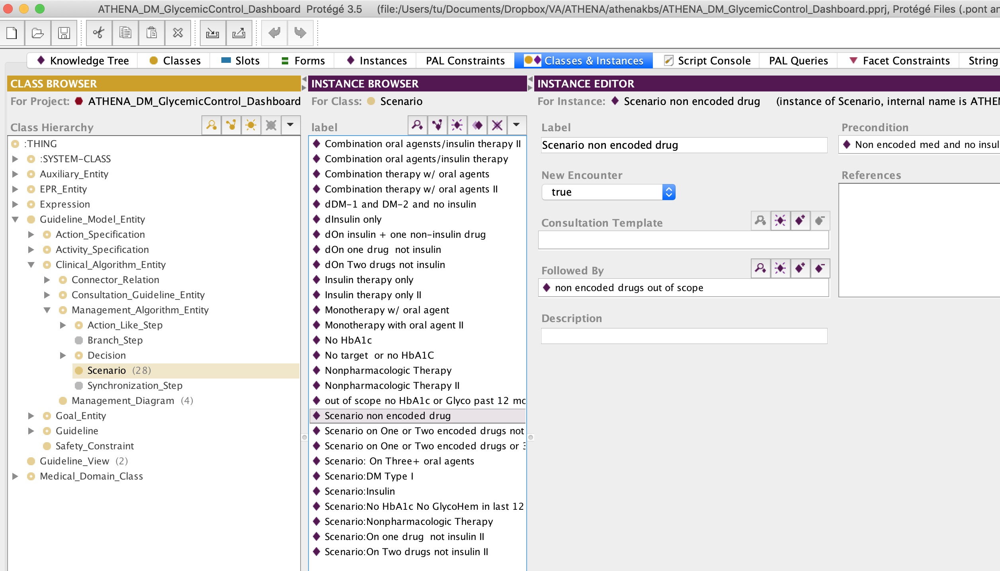 ATHENA_DM_GlycemicControl_Dashboard Protégé 3.5 (file:/Users/tu/Documents/Dropbox/VA/ATHENA/athenakbs/ATHENA_DM_GlycemicControl_Dashboard.pprj, Protégé Files (.pont an
Knowledge Tree Classes Slots Forms Instances PAL Constraints Classes & Instances Script Console PAL Queries Facet Constraints String
CLASS BROWSER
For Project: ATHENA_DM_GlycemicControl_Dashboard
Class Hierarchy
:THING
:SYSTEM-CLASS
Auxiliary_Entity
EPR_Entity
Expression
Guideline_Model_Entity
Action_Specification
Activity_Specification
Clinical_Algorithm_Entity
Connector_Relation
Consultation_Guideline_Entity
Management_Algorithm_Entity
Action_Like_Step
Branch_Step
Decision
Scenario (28)
Synchronization_Step
Management_Diagram (4)
Goal_Entity
Guideline
Safety_Constraint
Guideline_View (2)
Medical_Domain_Class
INSTANCE BROWSER
For Class: Scenario
label
Combination oral agensts/insulin therapy II
Combination oral agents/insulin therapy
Combination therapy w/ oral agents
Combination therapy w/ oral agents II
dDM-1 and DM-2 and no insulin
dInsulin only
dOn insulin + one non-insulin drug
dOn one drug not insulin
dOn Two drugs not insulin
Insulin therapy only
Insulin therapy only II
Monotherapy w/ oral agent
Monotherapy with oral agent II
No HbA1c
No target or no HbA1C
Nonpharmacologic Therapy
Nonpharmacologic Therapy II
out of scope no HbA1c or Glyco past 12 mo
Scenario non encoded drug
Scenario on One or Two encoded drugs not
Scenario on One or Two encoded drugs or 3
Scenario: On Three+ oral agents
Scenario:DM Type I
Scenario:Insulin
Scenario:No HbA1c No GlycoHem in last 12
Scenario:Nonpharmacologic Therapy
Scenario:On one drug not insulin II
Scenario:On Two drugs not insulin II
INSTANCE EDITOR
For Instance: Scenario non encoded drug (instance of Scenario, internal name is ATHEN
Label
Scenario non encoded drug
New Encounter
true
Consultation Template
Followed By
non encoded drugs out of scope
Description
Precondition
Non encoded med and no insul
References